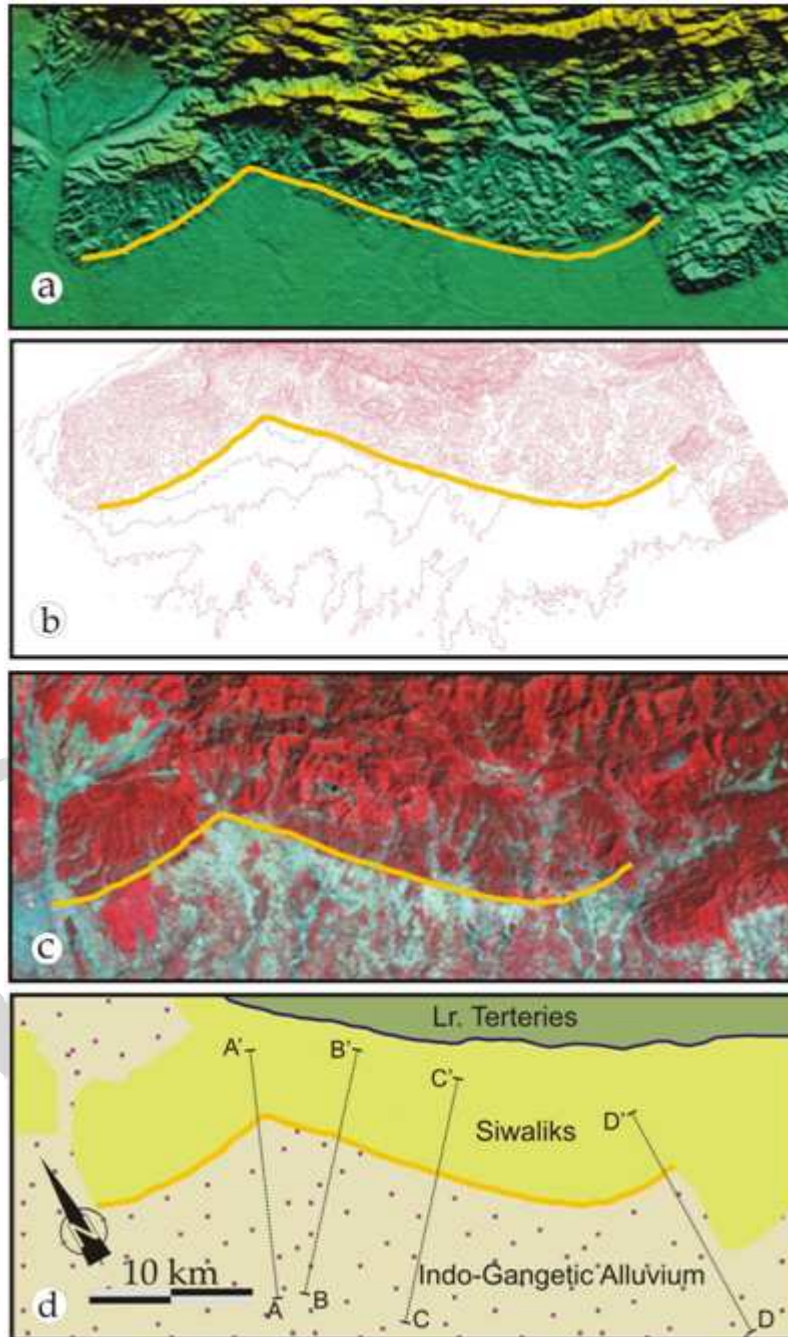 a
b
c
Lr. Terteries
A'
B'
C'
D'
Siwaliks
N
10 km
Indo-Gangetic Alluvium
A
B
C
D
d